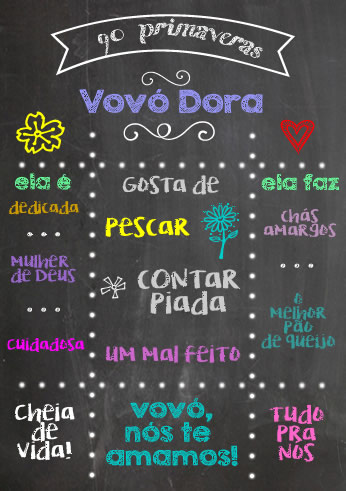 90 primaveras
Vovó Dora
ela é
dedicada
...
mulher
de Deus
...
cuidadosa
GOSTA DE
PESCAR
CONTAR
PIADA
UM MAL FEITO
ela faz
chás
amargos
...
o
melhor
pão
de queijo
Cheia
de
vida!
vovó,
nós te
amamos!
TUDO
PRA
NOS